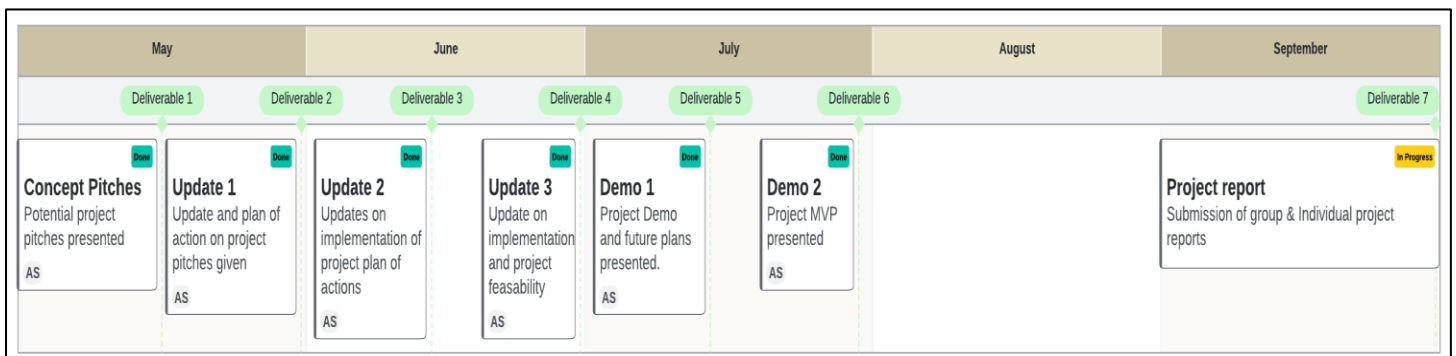 May June July August September
Deliverable 1 Deliverable 2 Deliverable 3 Deliverable 4 Deliverable 5 Deliverable 6 Deliverable 7
Done
Concept Pitches
Potential project
pitches presented
AS
Done
Update 1
Update and plan of
action on project
pitches given
AS
Done
Update 2
Updates on
implementation of
project plan of
actions
AS
Done
Update 3
Update on
implementation
and project
feasability
AS
Done
Demo 1
Project Demo
and future plans
presented.
AS
Done
Demo 2
Project MVP
presented
AS
In Progress
Project report
Submission of group & Individual project
reports